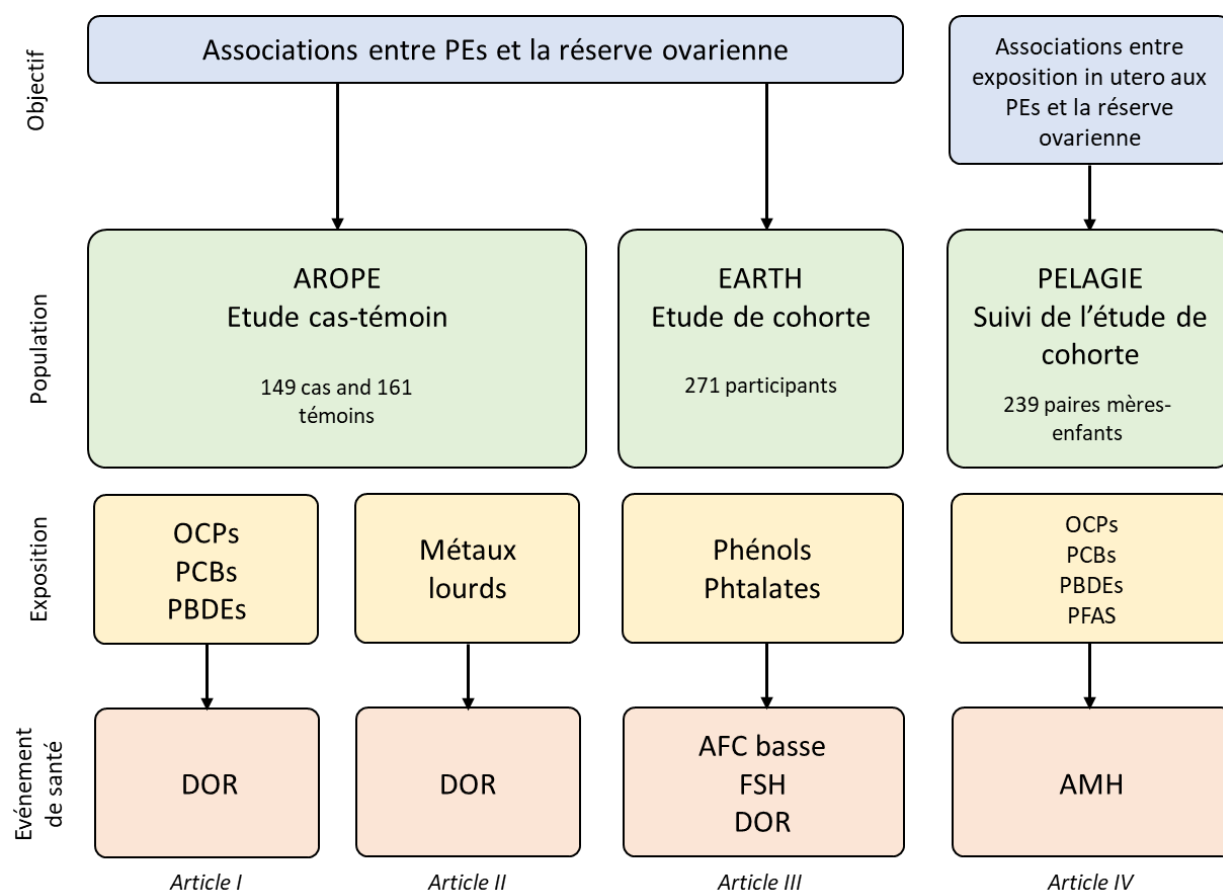 Objectif
Associations entre PEs et la réserve ovarienne
Associations entre
exposition in utero aux
PEs et la réserve
ovarienne
Population
AROPE
Etude cas-témoin
149 cas and 161
témoins
EARTH
Etude de cohorte
271 participants
PELAGIE
Suivi de l'étude de
cohorte
239 paires mères-
enfants
Exposition
OCPs
PCBs
PBDEs
Métaux
lourds
Phénols
Phtalates
OCPs
PCBs
PBDEs
PFAS
Evénement
de santé
DOR
DOR
AFC basse
FSH
DOR
AMH
Article I
Article II
Article III
Article IV